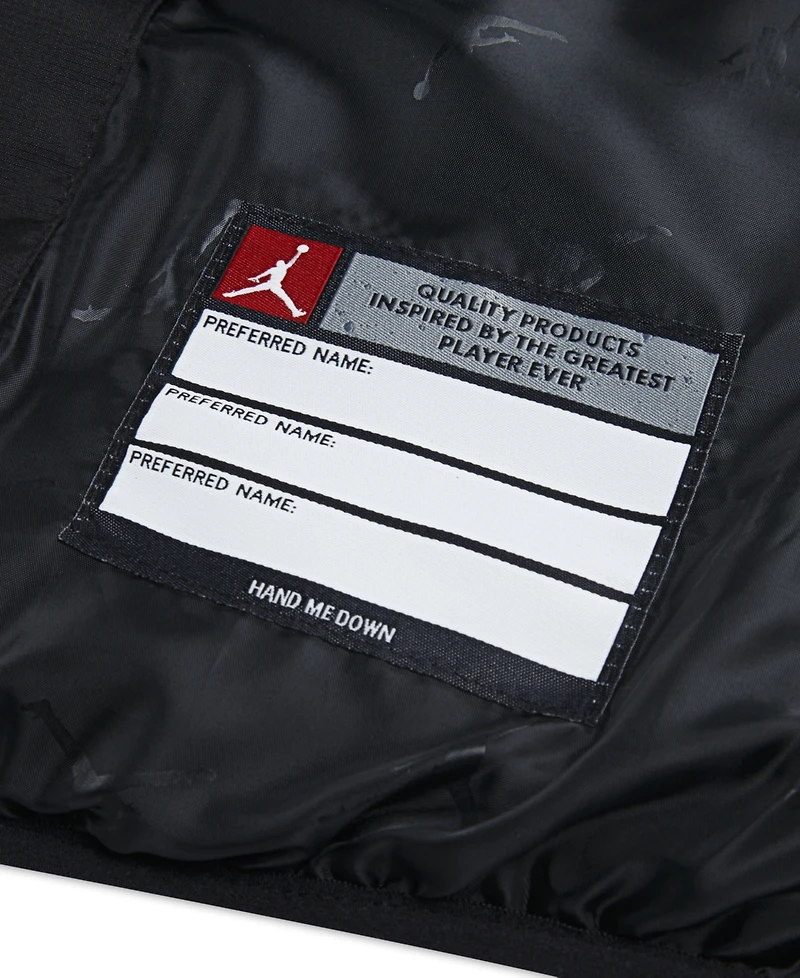 QUALITY PRODUCTS
INSPIRED BY THE GREATEST
PLAYER EVER
PREFERRED NAME:
PREFERRED NAME:
PREFERRED NAME:
HAND ME DOWN